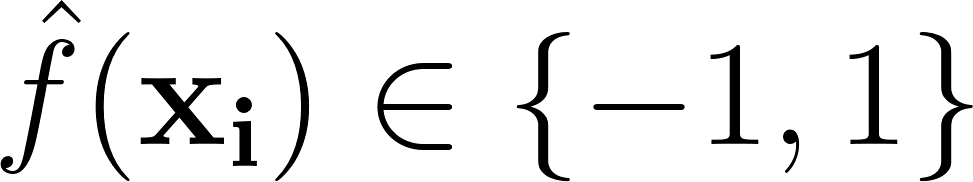 f̂(𝐱ᵢ) ∈ {−1, 1}